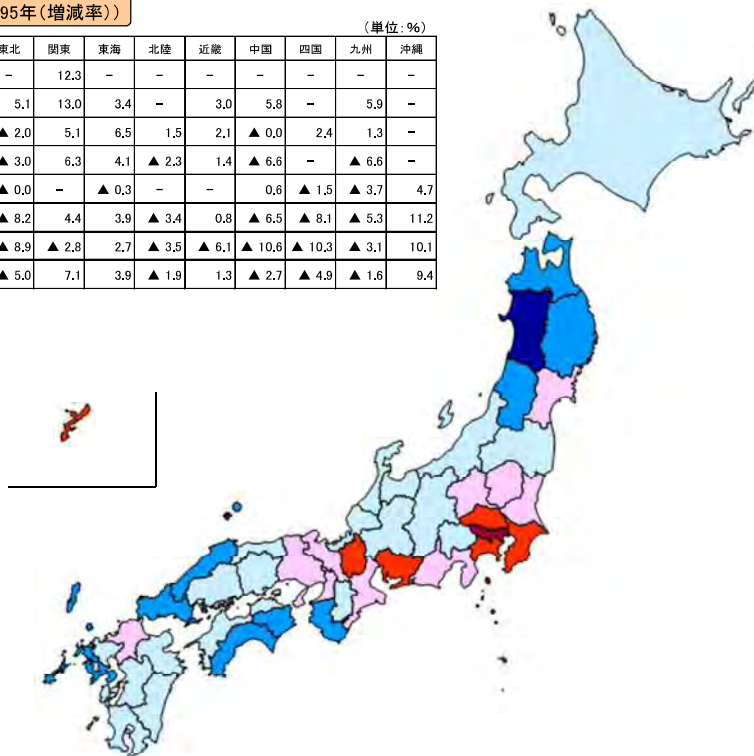 95年(増減率))
(単位:%)
東北 関東 東海 北陸 近畿 中国 四国 九州 沖縄
- 12.3 - - - - - - -
5.1 13.0 3.4 - 3.0 5.8 - 5.9 -
▲ 2.0 5.1 6.5 1.5 2.1 ▲ 0.0 2.4 1.3 -
▲ 3.0 6.3 4.1 ▲ 2.3 1.4 ▲ 6.6 - ▲ 6.6 -
▲ 0.0 - ▲ 0.3 - - 0.6 ▲ 1.5 ▲ 3.7 4.7
▲ 8.2 4.4 3.9 ▲ 3.4 0.8 ▲ 6.5 ▲ 8.1 ▲ 5.3 11.2
▲ 8.9 ▲ 2.8 2.7 ▲ 3.5 ▲ 6.1 ▲ 10.6 ▲ 10.3 ▲ 3.1 10.1
▲ 5.0 7.1 3.9 ▲ 1.9 1.3 ▲ 2.7 ▲ 4.9 ▲ 1.6 9.4